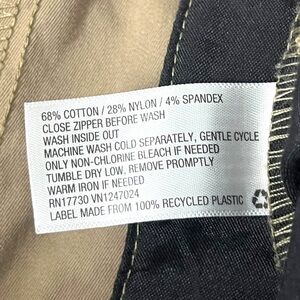 68% COTTON / 28% NYLON / 4% SPANDEX
CLOSE ZIPPER BEFORE WASH
WASH INSIDE OUT
MACHINE WASH COLD SEPARATELY, GENTLE CYCLE
ONLY NON-CHLORINE BLEACH IF NEEDED
TUMBLE DRY LOW. REMOVE PROMPTLY
WARM IRON IF NEEDED
RN17730 VN1247024
LABEL MADE FROM 100% RECYCLED PLASTIC